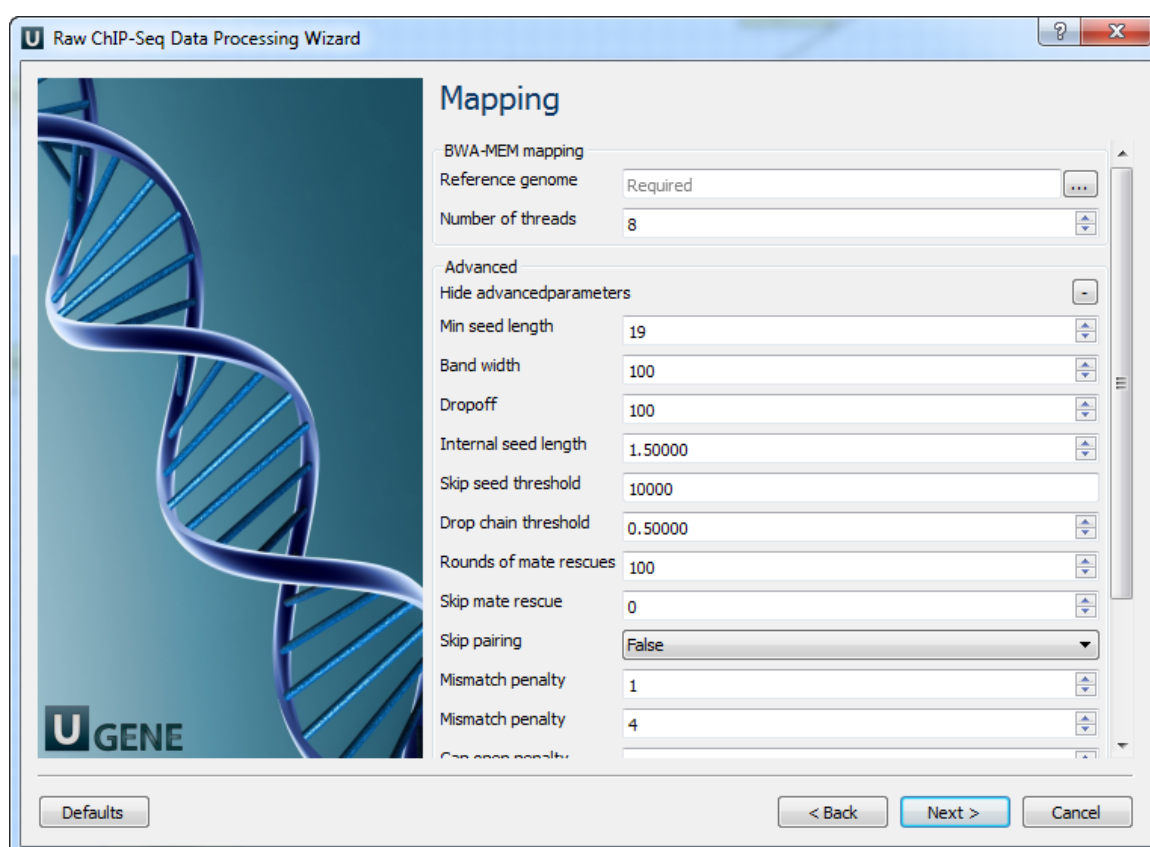 U Raw ChIP-Seq Data Processing Wizard
Mapping
BWA-MEM mapping
Reference genome Required ...
Number of threads 8
Advanced
Hide advancedparameters -
Min seed length 19
Band width 100
Dropoff 100
Internal seed length 1.50000
Skip seed threshold 10000
Drop chain threshold 0.50000
Rounds of mate rescues 100
Skip mate rescue 0
Skip pairing False
Mismatch penalty 1
Mismatch penalty 4
Gap open penalty
UGENE
Defaults < Back Next > Cancel